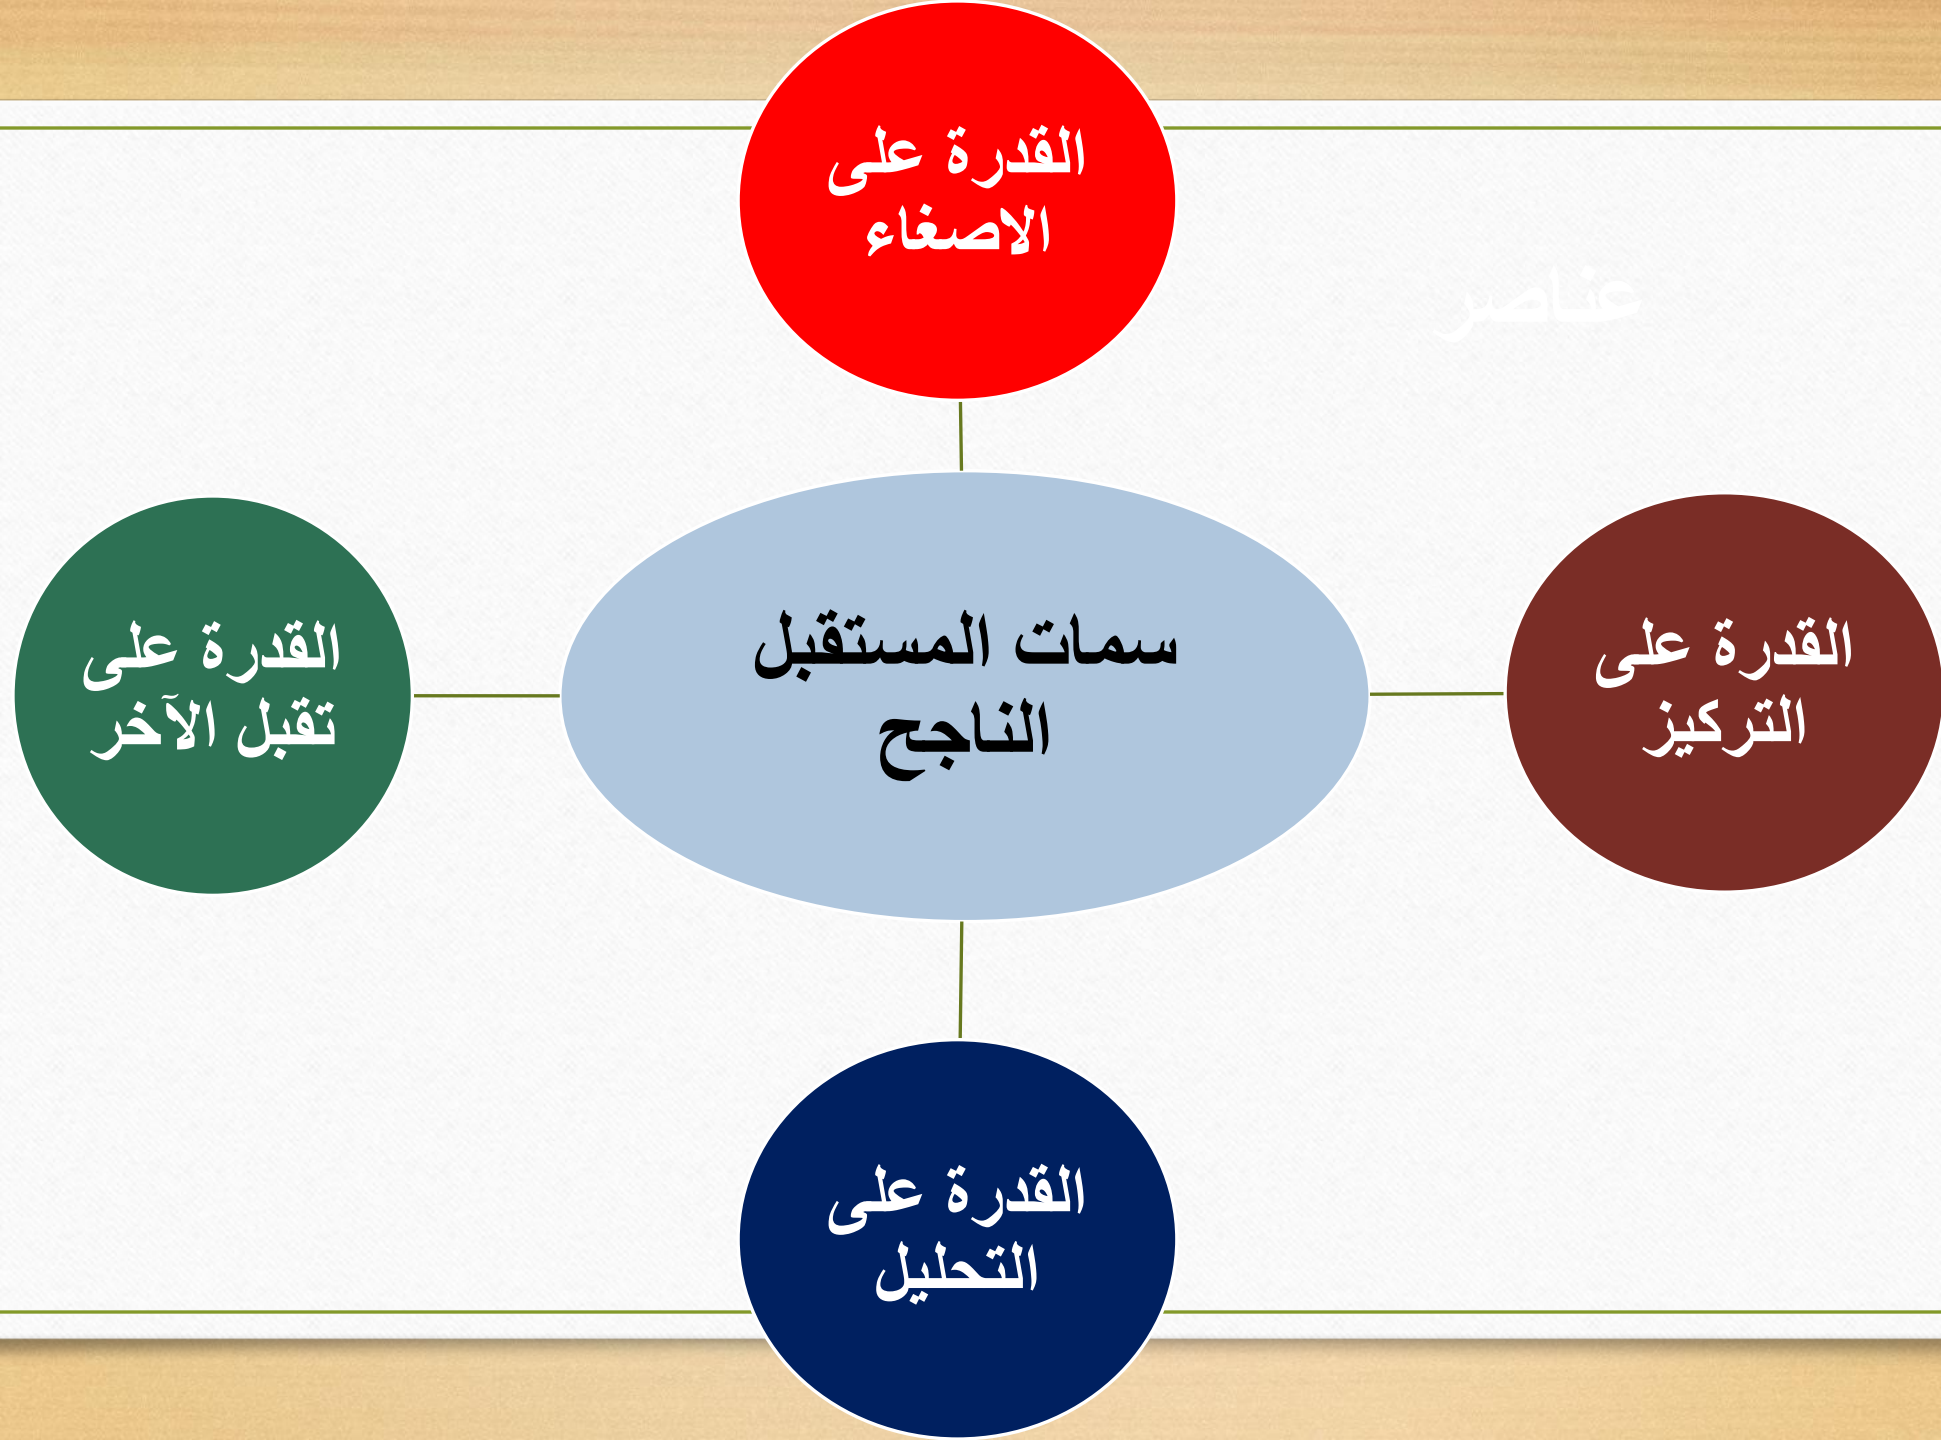 القدرة على
الاصغاء
عناصر
القدرة على
التركيز
سمات المستقبل
الناجح
القدرة على
تقبل الآخر
القدرة على
التحليل